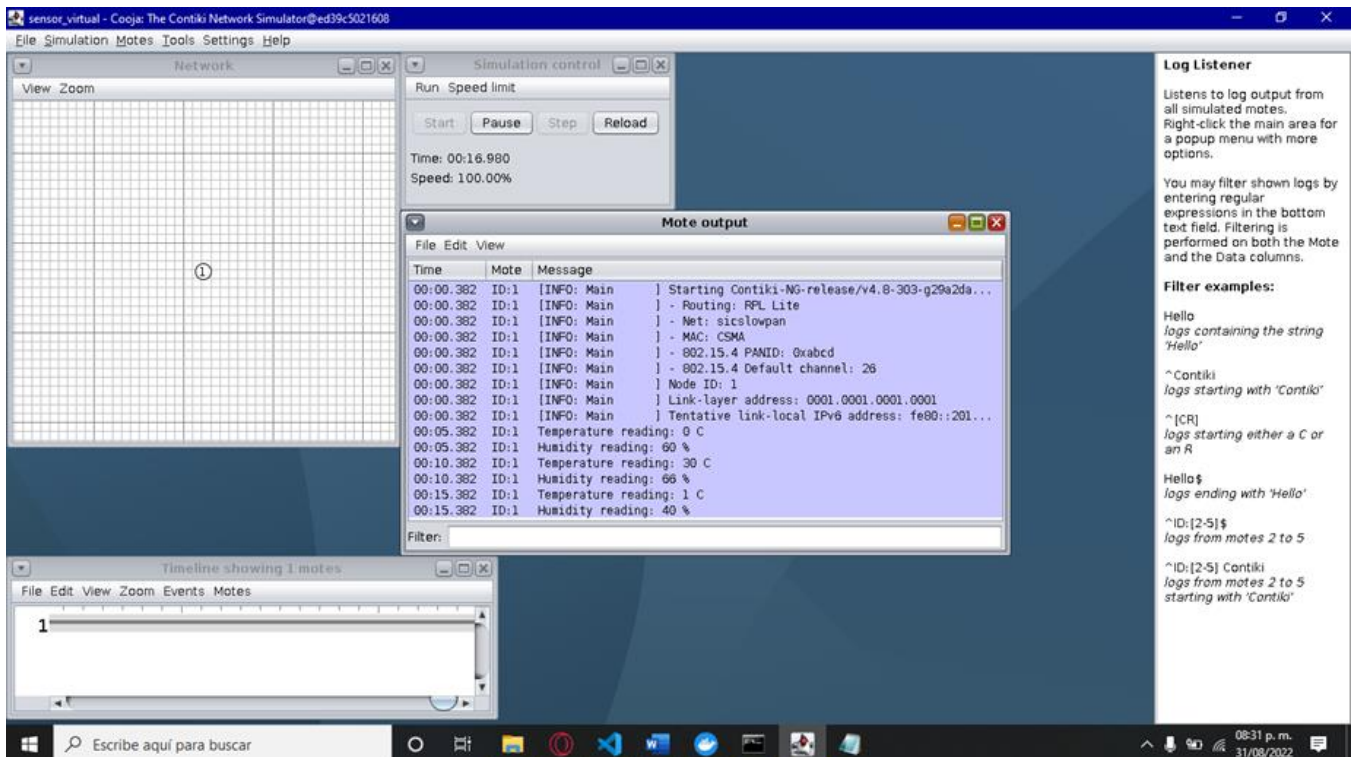 sensor_virtual - Cooja: The Contiki Network Simulator@ed39c5021608
File Simulation Motes Tools Settings Help
Network
View Zoom
1
Simulation control
Run Speed limit
Start Pause Step Reload
Time: 00:16.980
Speed: 100.00%
Mote output
File Edit View
Time Mote Message
00:00.382 ID:1 [INFO: Main ] Starting Contiki-NG-release/v4.8-303-g29a2da...
00:00.382 ID:1 [INFO: Main ] - Routing: RPL Lite
00:00.382 ID:1 [INFO: Main ] - Net: sicslowpan
00:00.382 ID:1 [INFO: Main ] - MAC: CSMA
00:00.382 ID:1 [INFO: Main ] - 802.15.4 PANID: 0xabcd
00:00.382 ID:1 [INFO: Main ] - 802.15.4 Default channel: 26
00:00.382 ID:1 [INFO: Main ] Node ID: 1
00:00.382 ID:1 [INFO: Main ] Link-layer address: 0001.0001.0001.0001
00:00.382 ID:1 [INFO: Main ] Tentative link-local IPv6 address: fe80::201...
00:05.382 ID:1 Temperature reading: 0 C
00:05.382 ID:1 Humidity reading: 60 %
00:10.382 ID:1 Temperature reading: 30 C
00:10.382 ID:1 Humidity reading: 66 %
00:15.382 ID:1 Temperature reading: 1 C
00:15.382 ID:1 Humidity reading: 40 %
Filter:
Timeline showing 1 motes
File Edit View Zoom Events Motes
1
Log Listener
Listens to log output from
all simulated motes.
Right-click the main area for
a popup menu with more
options.
You may filter shown logs by
entering regular
expressions in the bottom
text field. Filtering is
performed on both the Mote
and the Data columns.
Filter examples:
Hello
logs containing the string
'Hello'
^Contiki
logs starting with 'Contiki'
^[CR]
logs starting either a C or
an R
Hello$
logs ending with 'Hello'
^ID:[2-5]$
logs from motes 2 to 5
^ID:[2-5] Contiki
logs from motes 2 to 5
starting with 'Contiki'
Escribe aquí para buscar
08:31 p. m.
31/08/2022